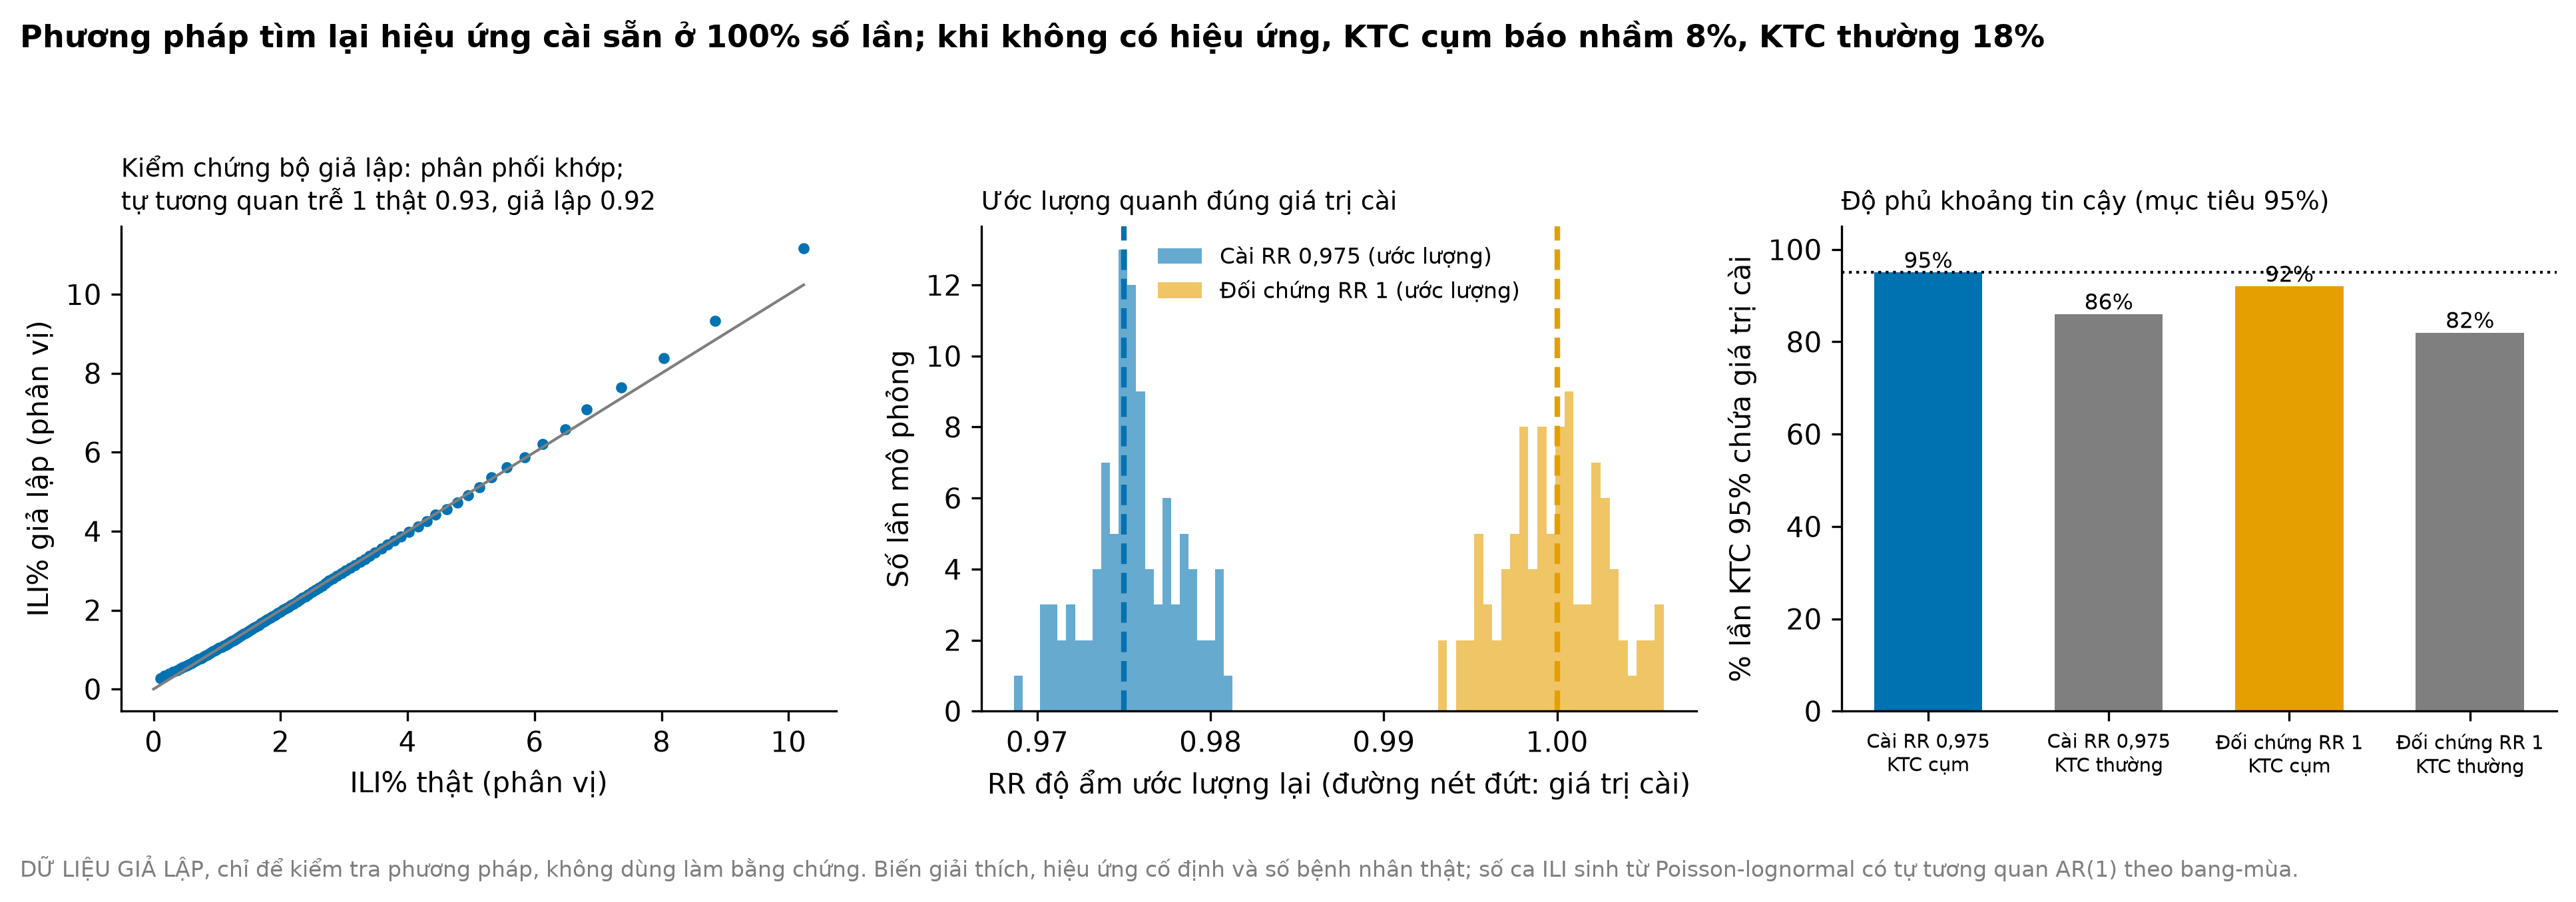 Phương pháp tìm lại hiệu ứng cài sẵn ở 100% số lần; khi không có hiệu ứng, KTC cụm báo nhầm 8%, KTC thường 18%
Kiểm chứng bộ giả lập: phân phối khớp;
tự tương quan trễ 1 thật 0.93, giả lập 0.92
ILI% giả lập (phân vị)
10
8
6
4
2
0
0 2 4 6 8 10
ILI% thật (phân vị)
Ước lượng quanh đúng giá trị cài
Cài RR 0,975 (ước lượng)
Đối chứng RR 1 (ước lượng)
Số lần mô phỏng
12
10
8
6
4
2
0
0.97 0.98 0.99 1.00
RR độ ẩm ước lượng lại (đường nét đứt: giá trị cài)
Độ phủ khoảng tin cậy (mục tiêu 95%)
% lần KTC 95% chứa giá trị cài
100
80
60
40
20
0
95%
86%
92%
82%
Cài RR 0,975
KTC cụm
Cài RR 0,975
KTC thường
Đối chứng RR 1
KTC cụm
Đối chứng RR 1
KTC thường
DỮ LIỆU GIẢ LẬP, chỉ để kiểm tra phương pháp, không dùng làm bằng chứng. Biến giải thích, hiệu ứng cố định và số bệnh nhân thật; số ca ILI sinh từ Poisson-lognormal có tự tương quan AR(1) theo bang-mùa.